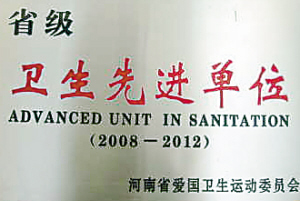 省级
卫生先进单位
ADVANCED UNIT IN SANITATION
(2008－2012)
河南省爱国卫生运动委员会